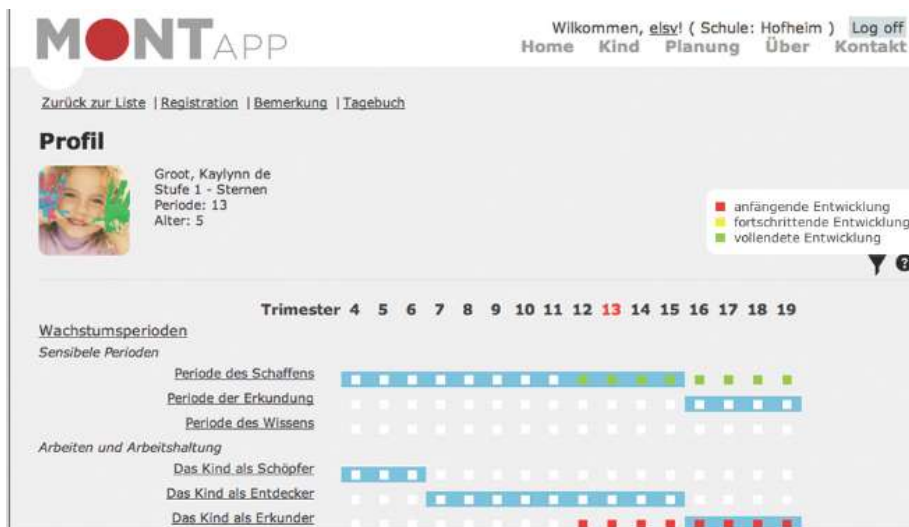 MONTAPP
Wilkommen, elsv! ( Schule: Hofheim ) Log off
Home Kind Planung Über Kontakt
Zurück zur Liste | Registration | Bemerkung | Tagebuch
Profil
Groot, Kaylynn de
Stufe 1 - Sternen
Periode: 13
Alter: 5
anfängende Entwicklung
fortschrittende Entwicklung
vollendete Entwicklung
Trimester 4 5 6 7 8 9 10 11 12 13 14 15 16 17 18 19
Wachstumsperioden
Sensibele Perioden
Periode des Schaffens
Periode der Erkundung
Periode des Wissens
Arbeiten und Arbeitshaltung
Das Kind als Schöpfer
Das Kind als Entdecker
Das Kind als Erkunder